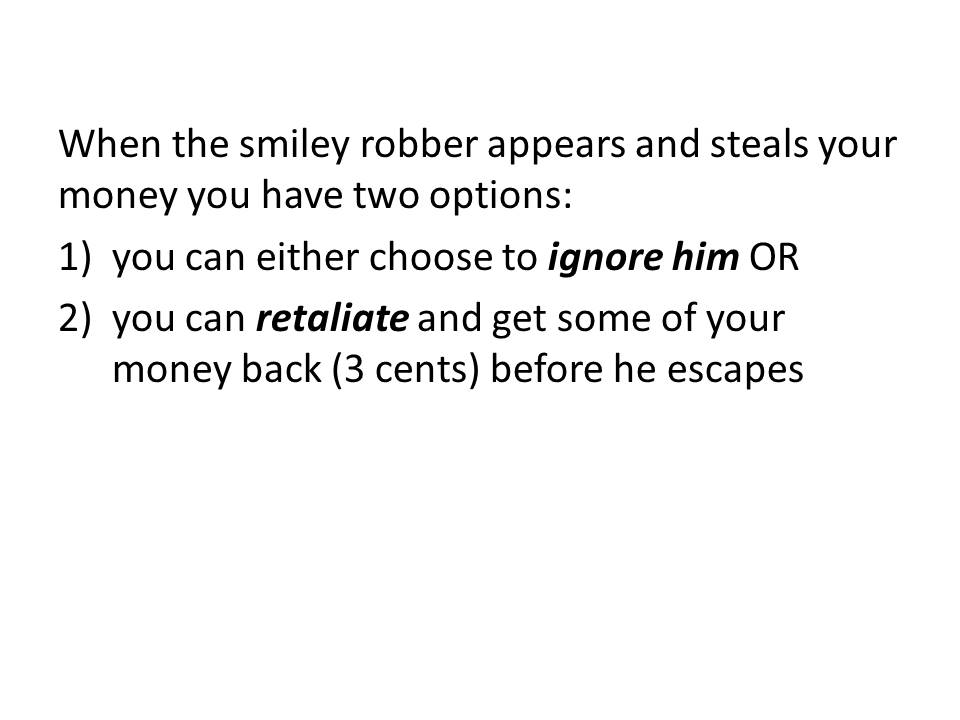 When the smiley robber appears and steals your
money you have two options:
1) you can either choose to ignore him OR
2) you can retaliate and get some of your
money back (3 cents) before he escapes